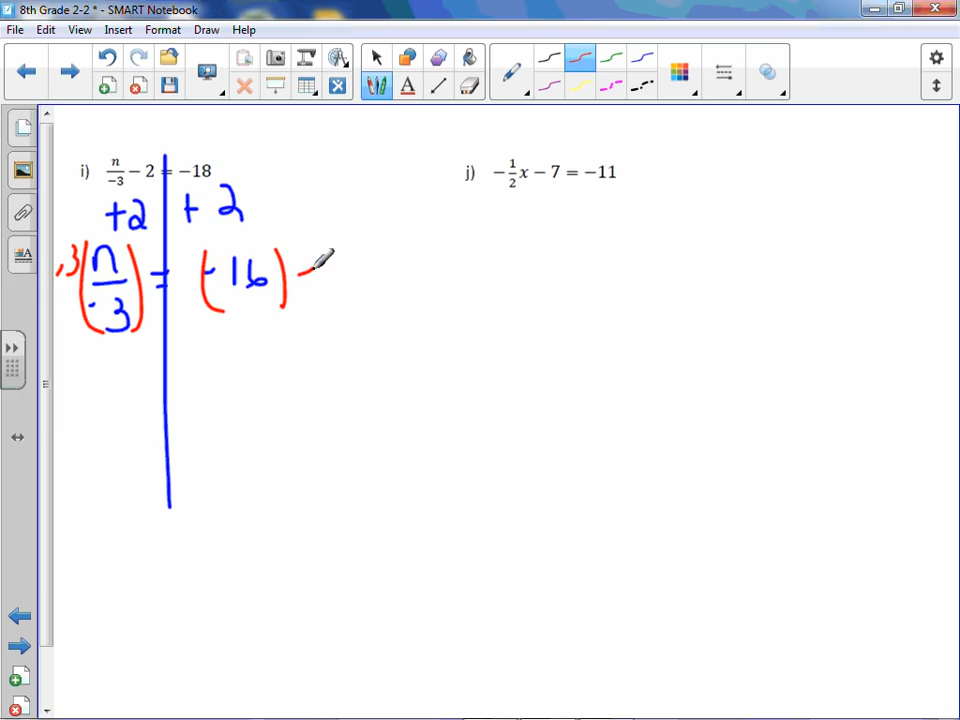 8th Grade 2-2 * - SMART Notebook
File Edit View Insert Format Draw Help
i) n/-3 − 2 = −18
j) −1/2x − 7 = −11
+2 + 2
-3(n/-3) = (-16) -